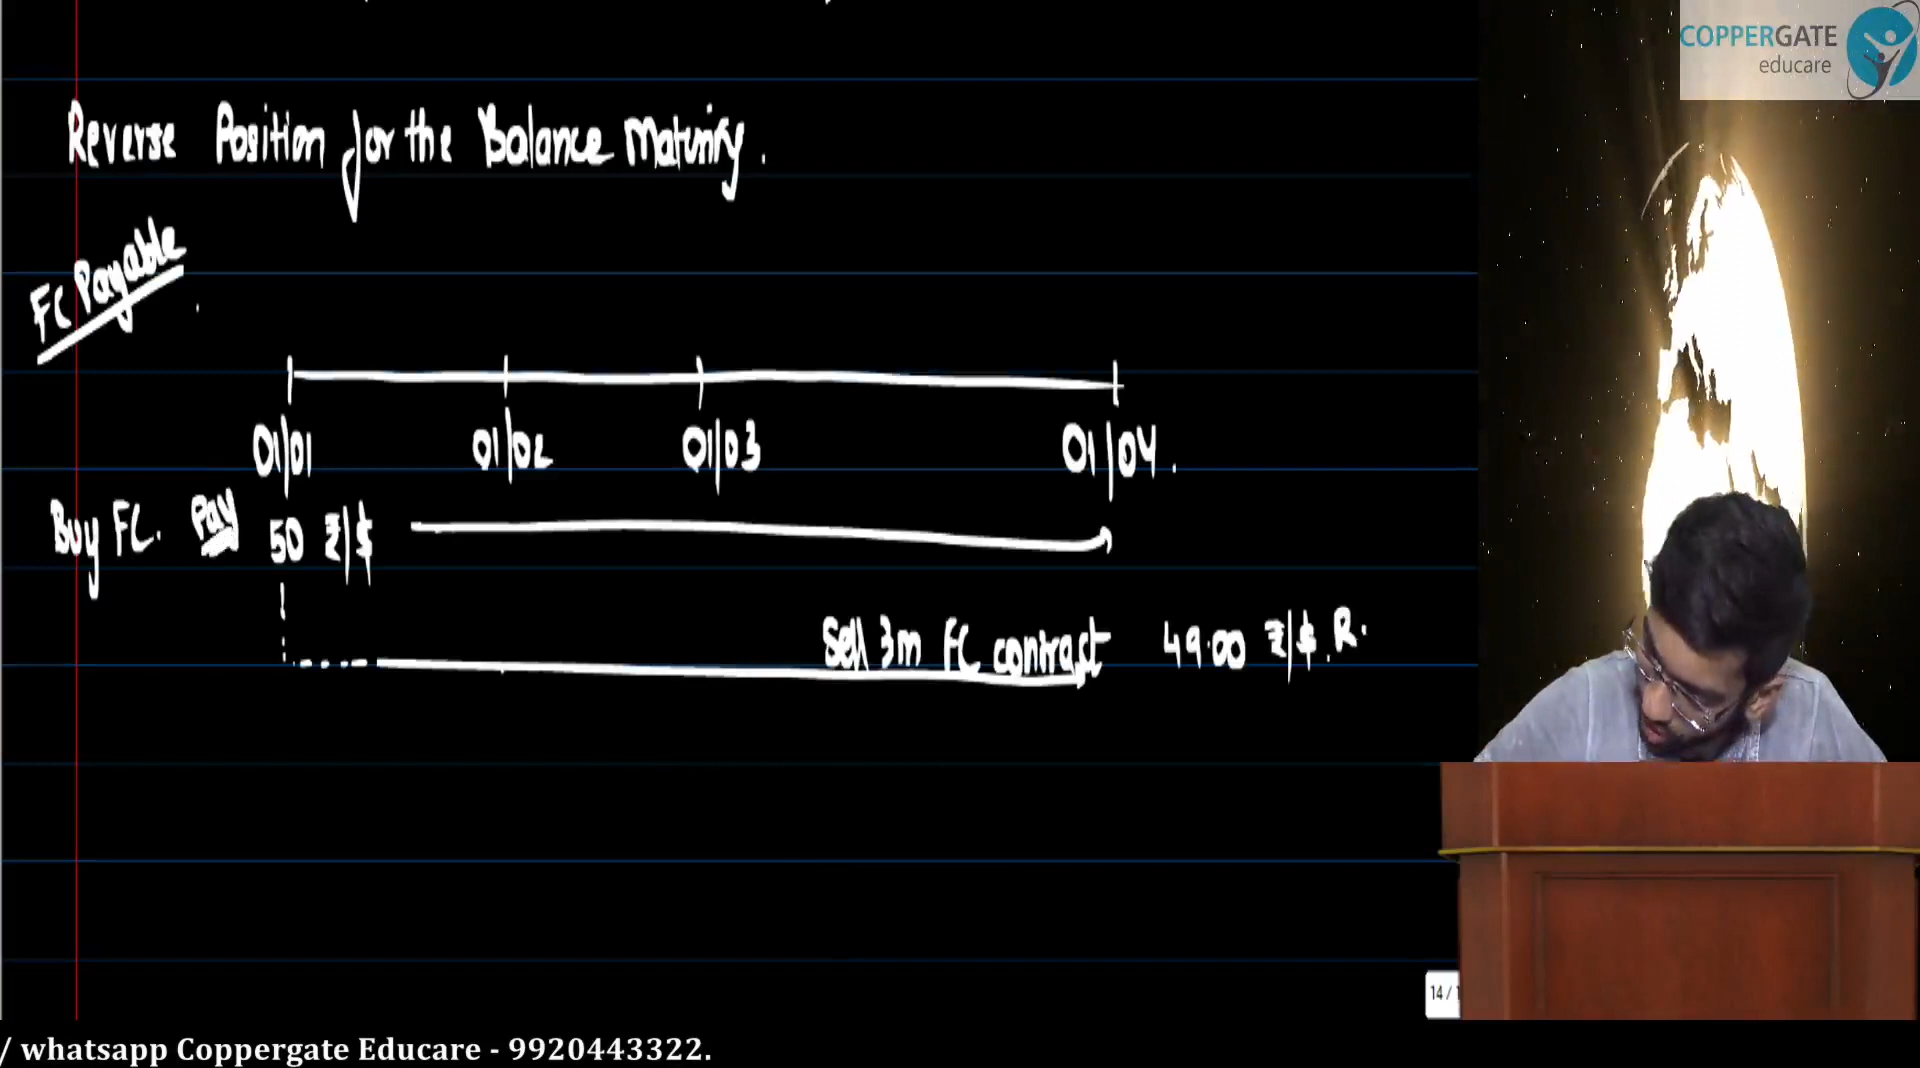 COPPERGATE
educare
Reverse Position for the Balance Maturity.
FC Payable
01/01 01/02 01/03 01/04.
Buy FC. Pay 50 ₹/$
Sell 3m FC contract 49.00 ₹/$. R.
14/1
/ whatsapp Coppergate Educare - 9920443322.